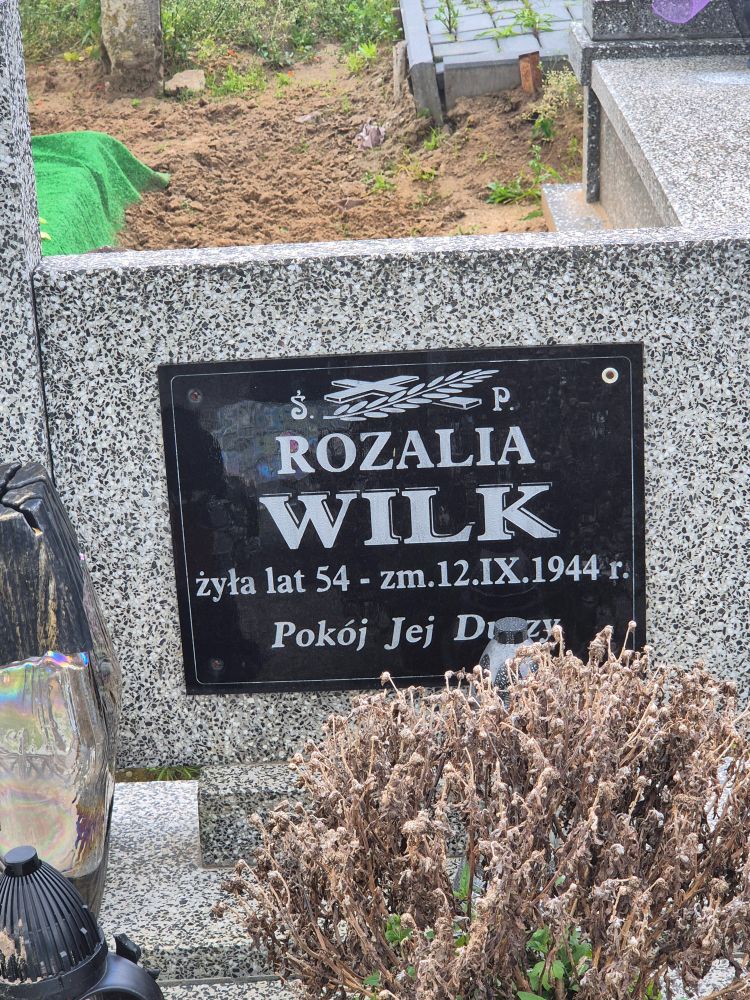 Ś. P.
ROZALIA
WILK
żyła lat 54 - zm.12.IX.1944 r.
Pokój Jej